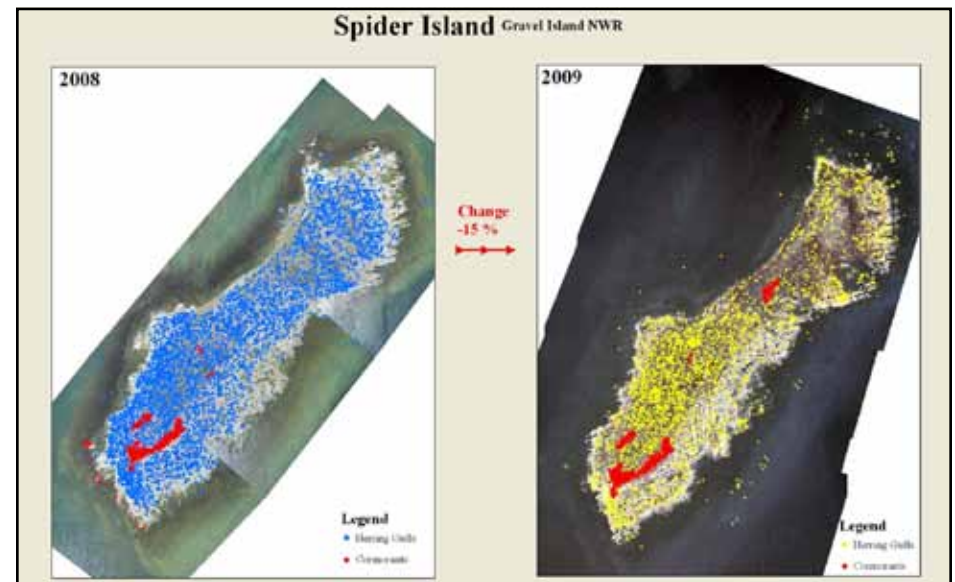 Spider Island Gravel Island NWR
2008
2009
Change
-15 %
Legend
Herring Gulls
Cormorants
Legend
Herring Gulls
Cormorants